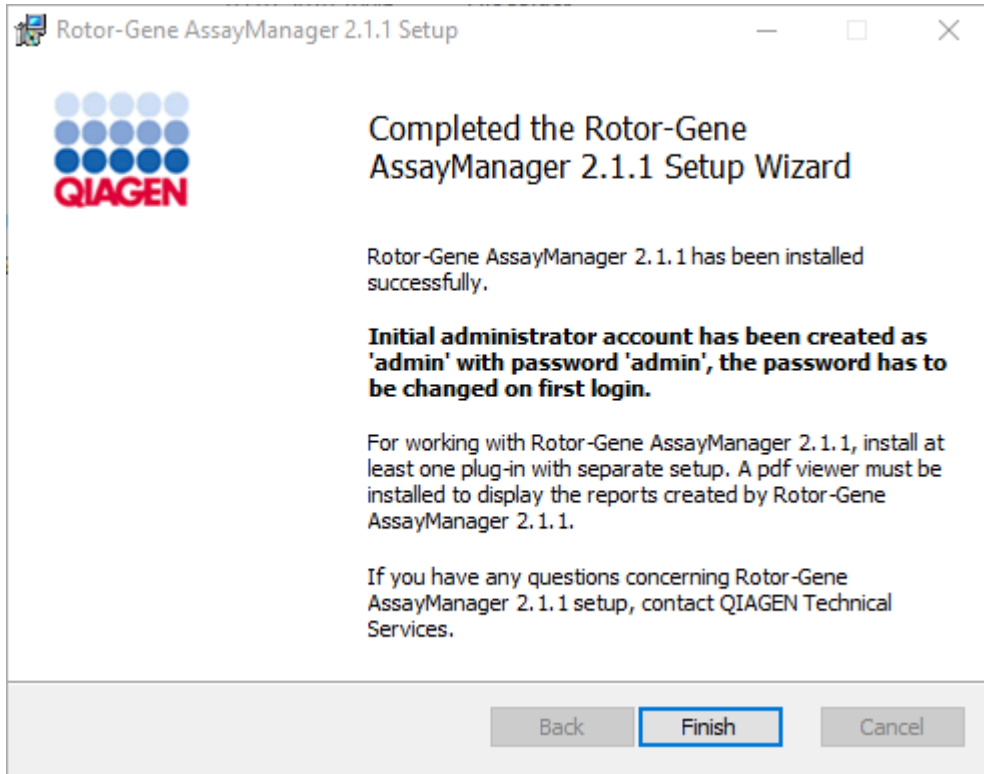 Rotor-Gene AssayManager 2.1.1 Setup
QIAGEN
Completed the Rotor-Gene
AssayManager 2.1.1 Setup Wizard
Rotor-Gene AssayManager 2.1.1 has been installed
successfully.
Initial administrator account has been created as
'admin' with password 'admin', the password has to
be changed on first login.
For working with Rotor-Gene AssayManager 2.1.1, install at
least one plug-in with separate setup. A pdf viewer must be
installed to display the reports created by Rotor-Gene
AssayManager 2.1.1.
If you have any questions concerning Rotor-Gene
AssayManager 2.1.1 setup, contact QIAGEN Technical
Services.
Back
Finish
Cancel